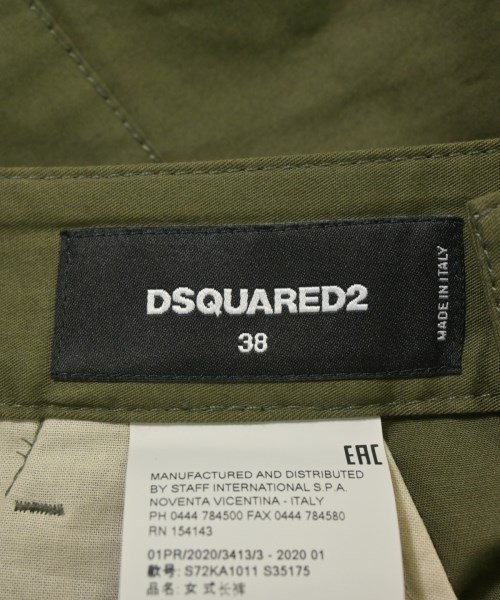 DSQUARED2
38
MADE IN ITALY
EAC
MANUFACTURED AND DISTRIBUTED
BY STAFF INTERNATIONAL S.P.A.
NOVENTA VICENTINA - ITALY
PH 0444 784500 FAX 0444 784580
RN 154143
01PR/2020/3413/3 - 2020 01
款号: S72KA1011 S35175
品名: 女式长裤